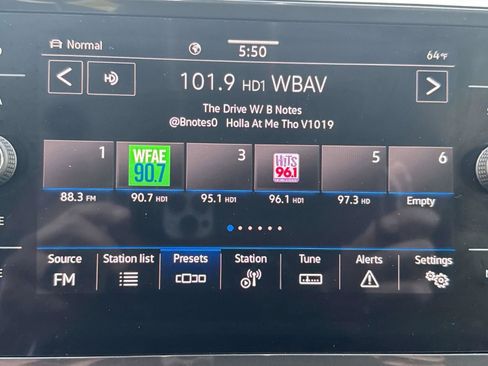 Normal
5:50
64°F
101.9 HD1 WBAV
The Drive W/ B Notes
@Bnotes0 Holla At Me Tho V1019
1
WFAE
90.7
3
HiTS
96.1
5
6
88.3 FM
90.7 HD1
95.1 HD1
96.1 HD1
97.3 HD
Empty
Source
Station list
Presets
Station
Tune
Alerts
Settings
FM